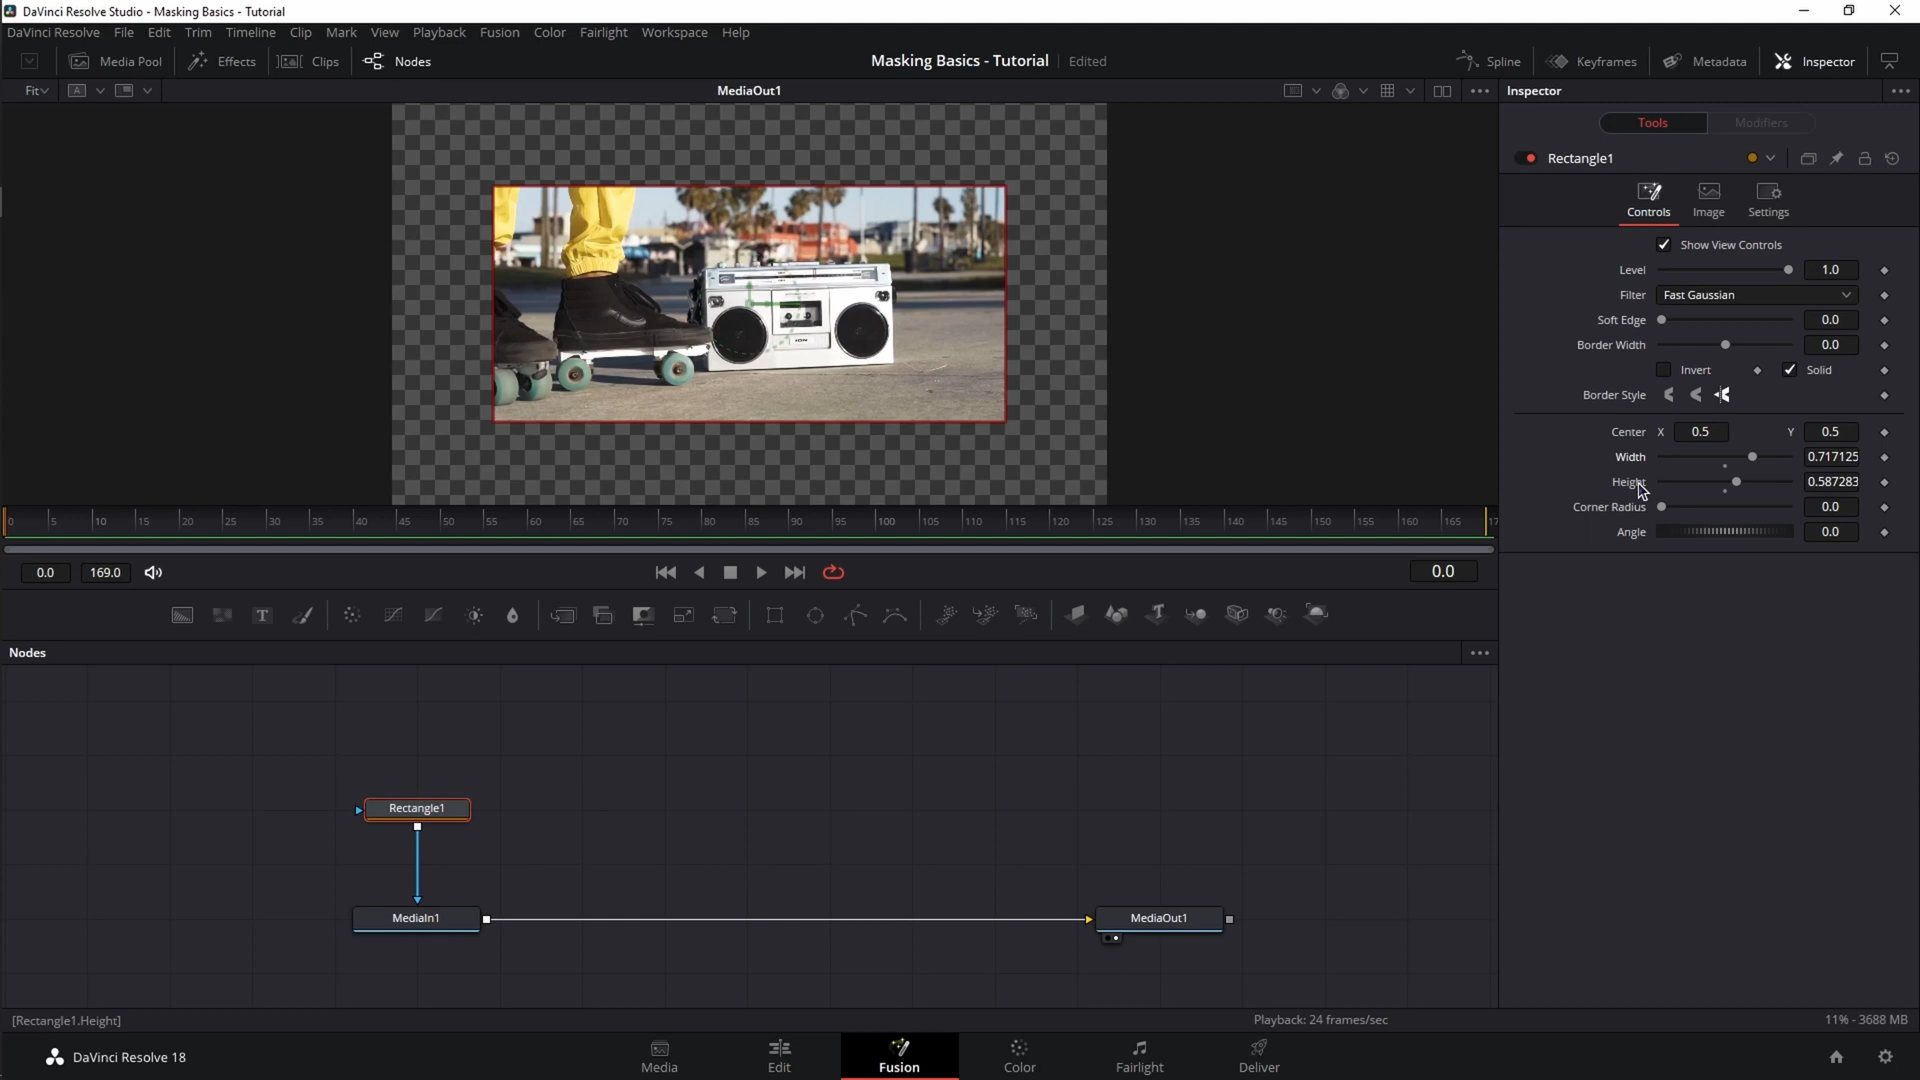 DaVinci Resolve Studio - Masking Basics - Tutorial
DaVinci Resolve File Edit Trim Timeline Clip Mark View Playback Fusion Color Fairlight Workspace Help
Media Pool Effects Clips Nodes Masking Basics - Tutorial Edited Spline Keyframes Metadata Inspector
Fit A MediaOut1 Inspector
Tools Modifiers
Rectangle1
Controls Image Settings
Show View Controls
Level 1.0
Filter Fast Gaussian
Soft Edge 0.0
Border Width 0.0
Invert Solid
Border Style
Center X 0.5 Y 0.5
Width 0.717125
Height 0.587283
Corner Radius 0.0
Angle 0.0
ION
0 5 10 15 20 25 30 35 40 45 50 55 60 65 70 75 80 85 90 95 100 105 110 115 120 125 130 135 140 145 150 155 160 165 17
0.0 169.0 0.0
T
Nodes
Rectangle1
MediaIn1 MediaOut1
[Rectangle1.Height] Playback: 24 frames/sec 11% - 3688 MB
DaVinci Resolve 18 Media Edit Fusion Color Fairlight Deliver